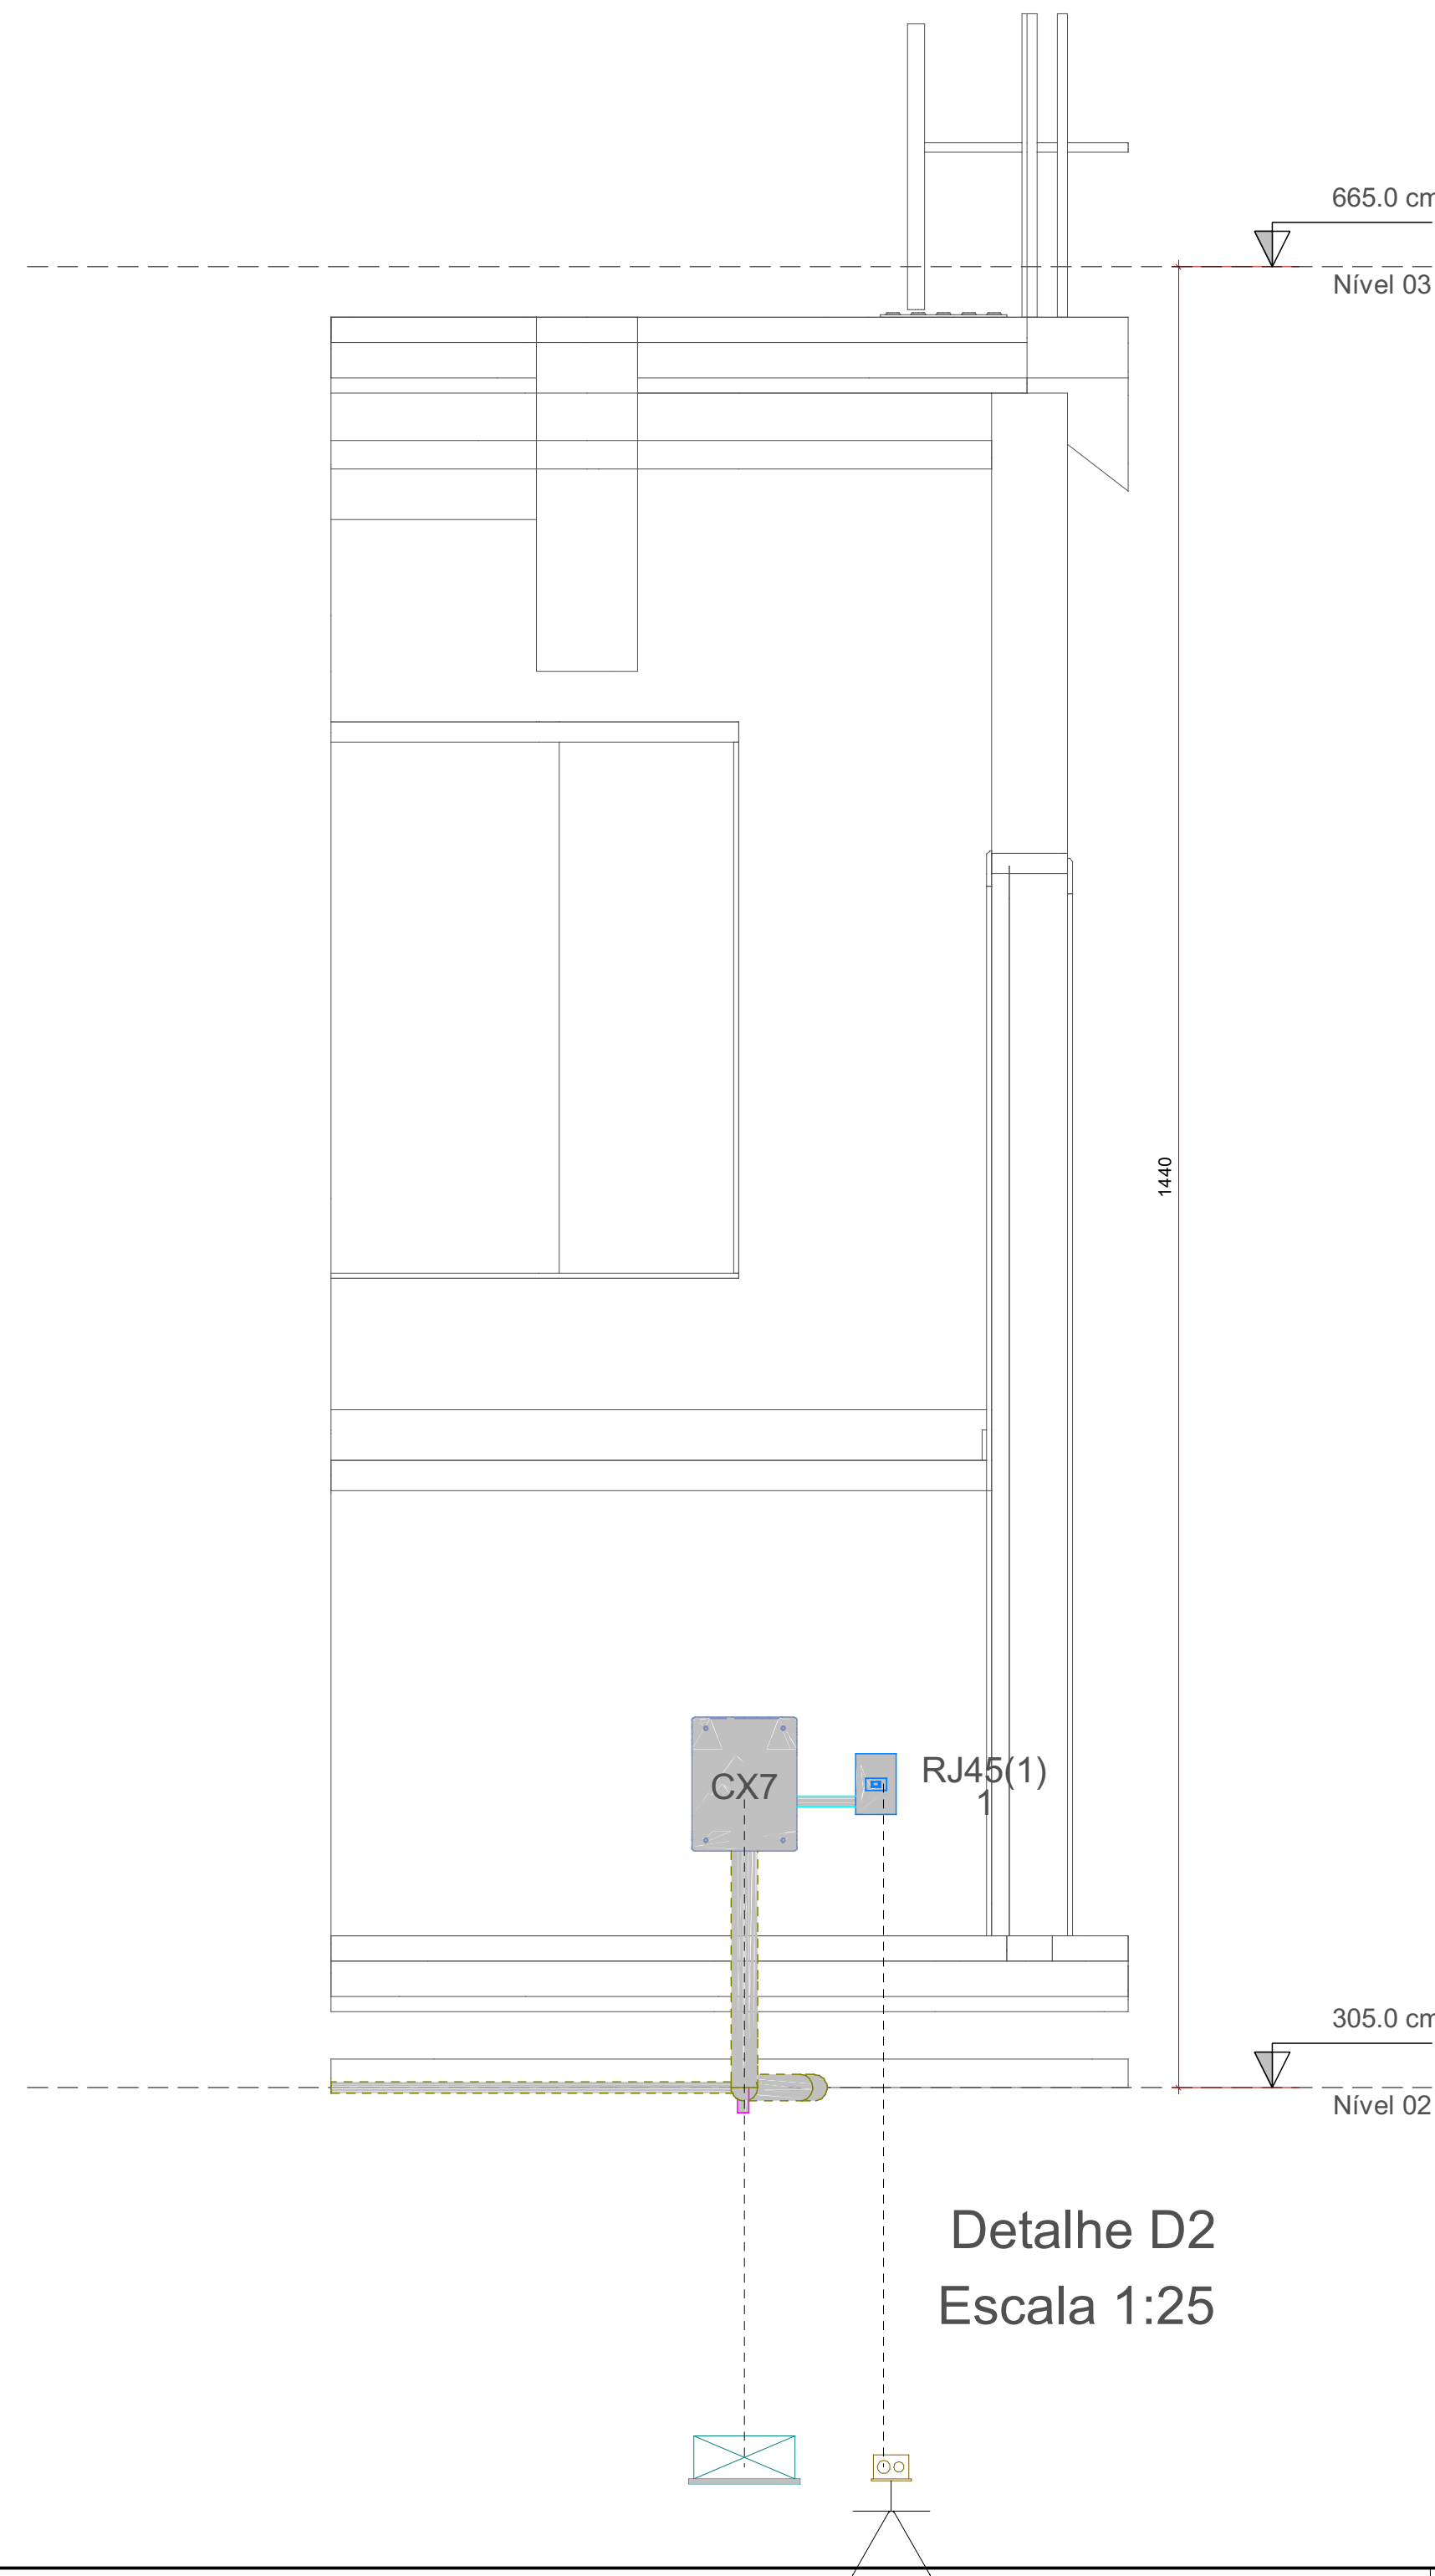 665.0 cm
Nível 03
1440
CX7
RJ45(1)
1
305.0 cm
Nível 02
Detalhe D2
Escala 1:25